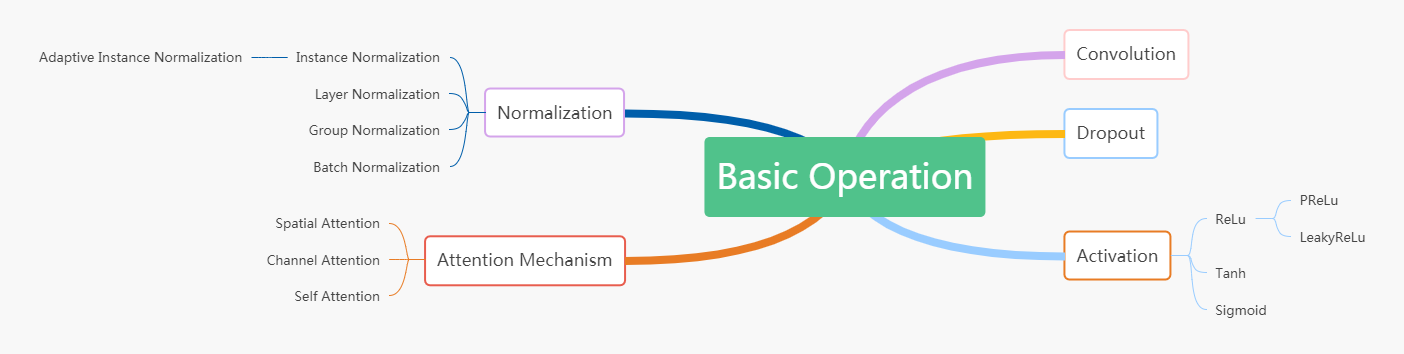 Basic Operation
Convolution
Dropout
Activation
ReLu
PReLu
LeakyReLu
Tanh
Sigmoid
Normalization
Instance Normalization
Adaptive Instance Normalization
Layer Normalization
Group Normalization
Batch Normalization
Attention Mechanism
Spatial Attention
Channel Attention
Self Attention